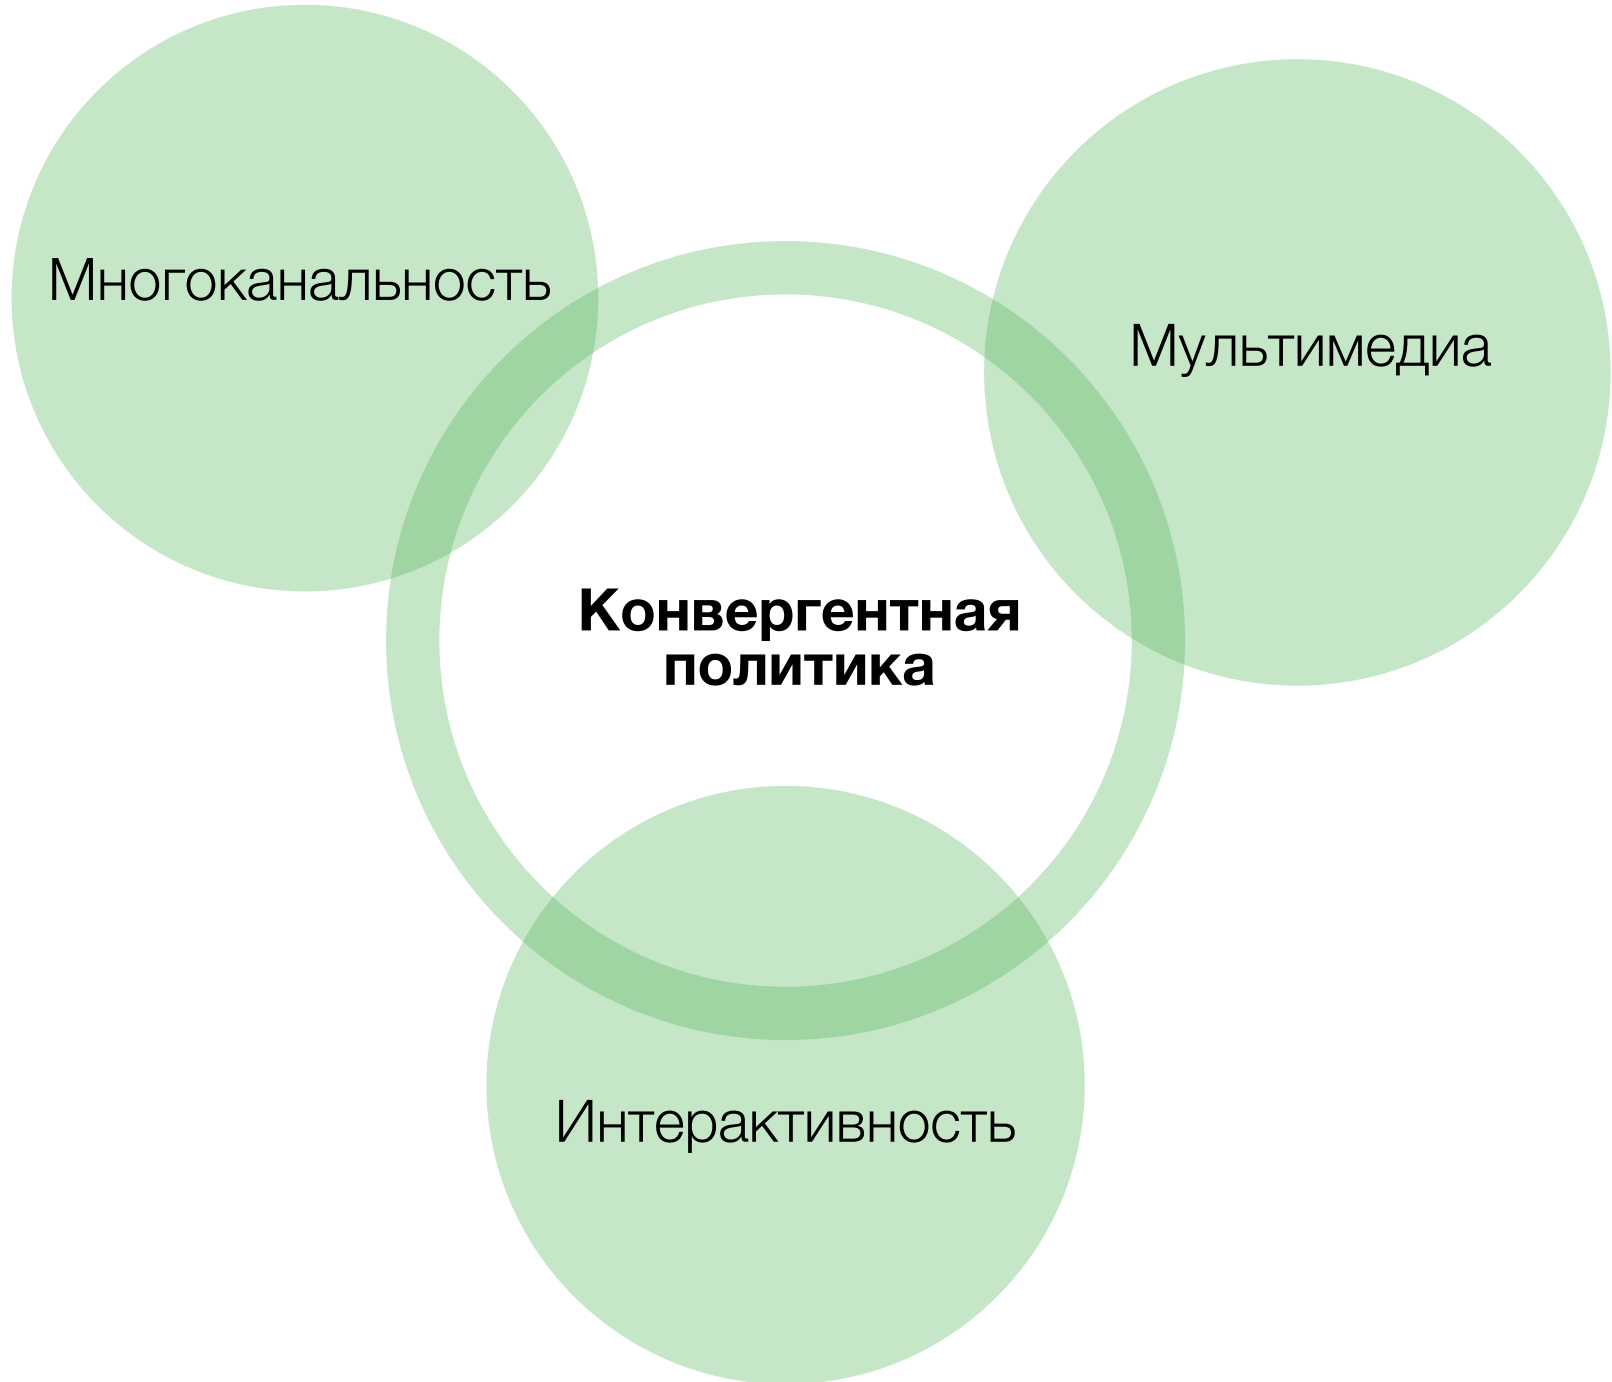 Многоканальность
Мультимедиа
Конвергентная
политика
Интерактивность